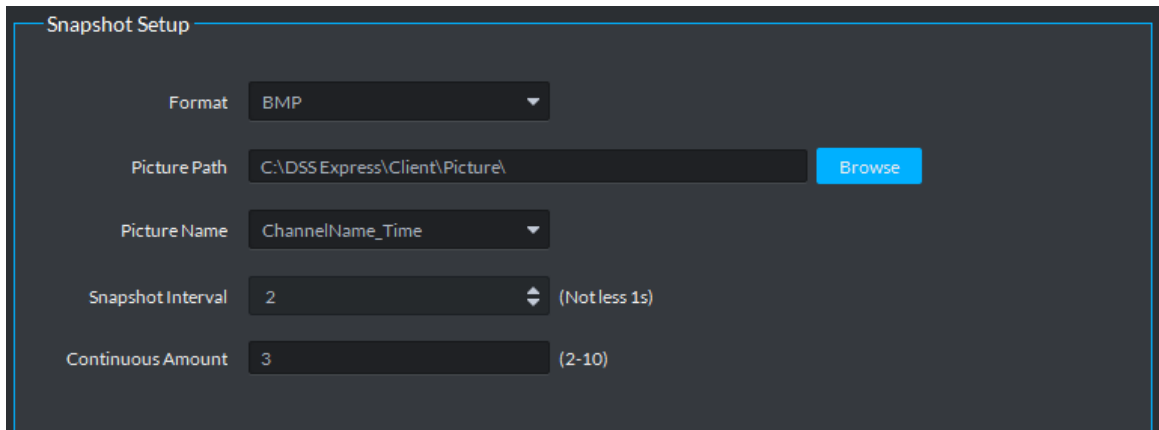 Snapshot Setup
Format BMP
Picture Path C:\DSS Express\Client\Picture\ Browse
Picture Name ChannelName_Time
Snapshot Interval 2 (Not less 1s)
Continuous Amount 3 (2-10)